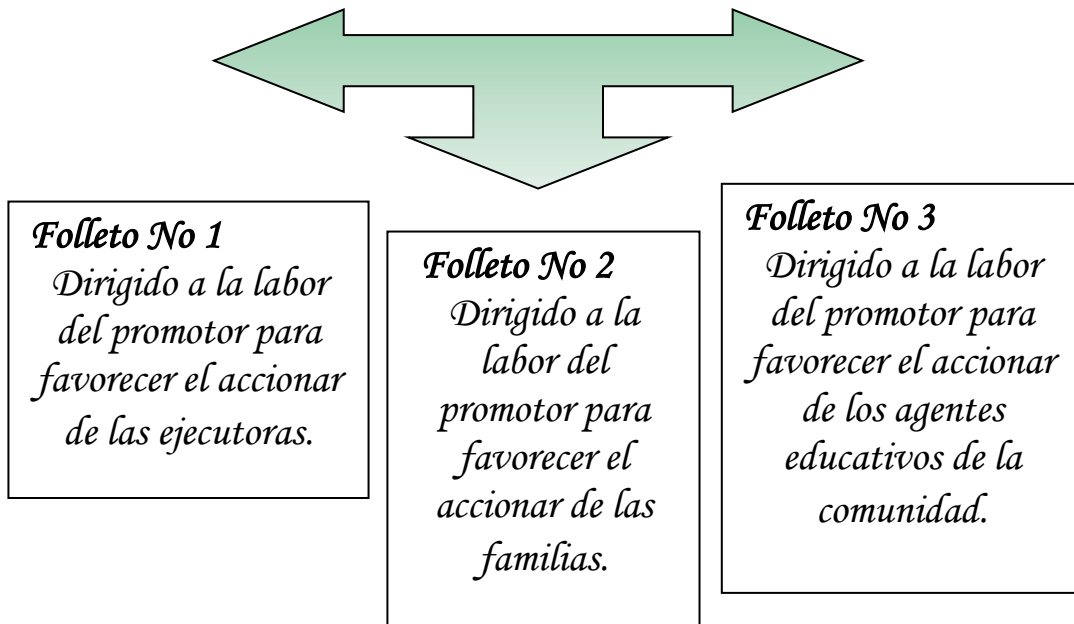 Folleto No 1
Dirigido a la labor
del promotor para
favorecer el accionar
de las ejecutoras.
Folleto No 2
Dirigido a la
labor del
promotor para
favorecer el
accionar de las
familias.
Folleto No 3
Dirigido a la labor
del promotor para
favorecer el accionar
de los agentes
educativos de la
comunidad.